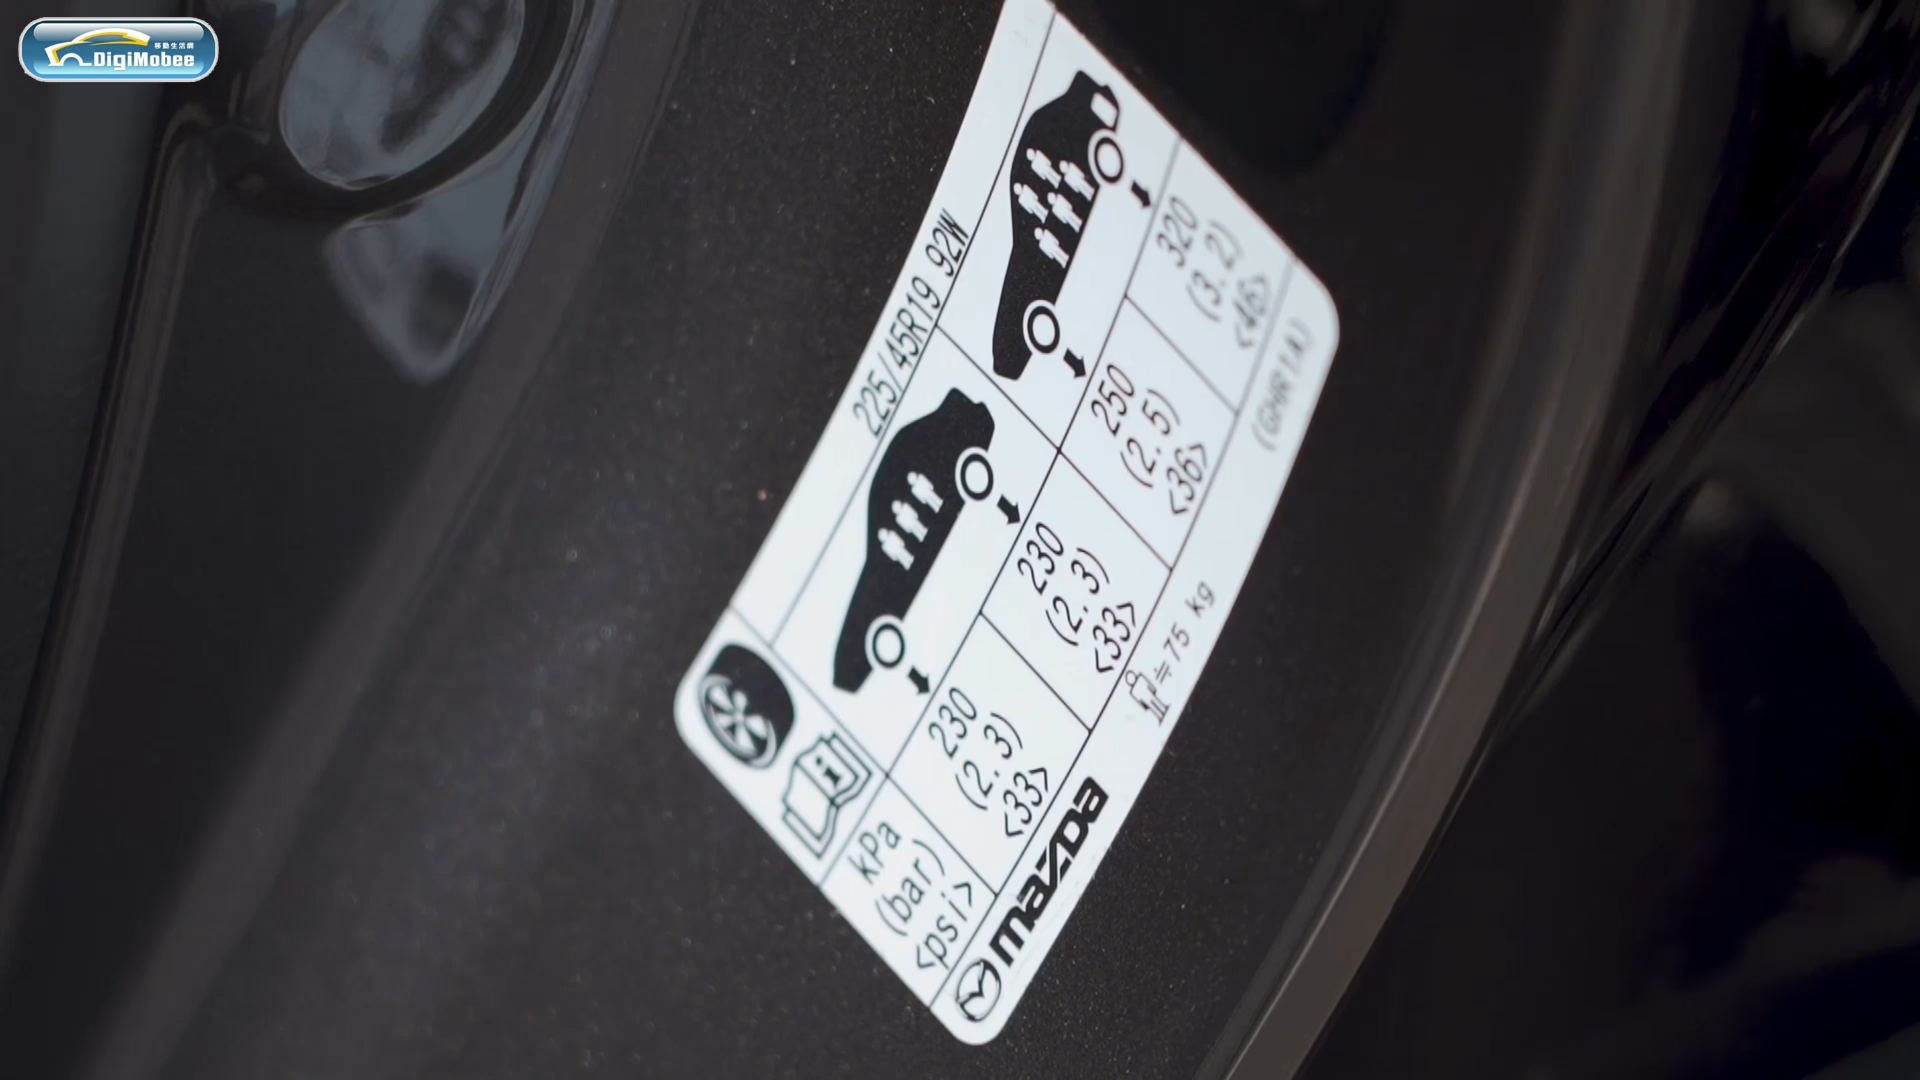 移動生活網
DigiMobee
225/45R19 92W
kPa
(bar)
<psi>
230
(2.3)
<33>
230
(2.3)
<33>
250
(2.5)
<36>
320
(3.2)
<46>
mazda
≒75 kg
(GHR1A)